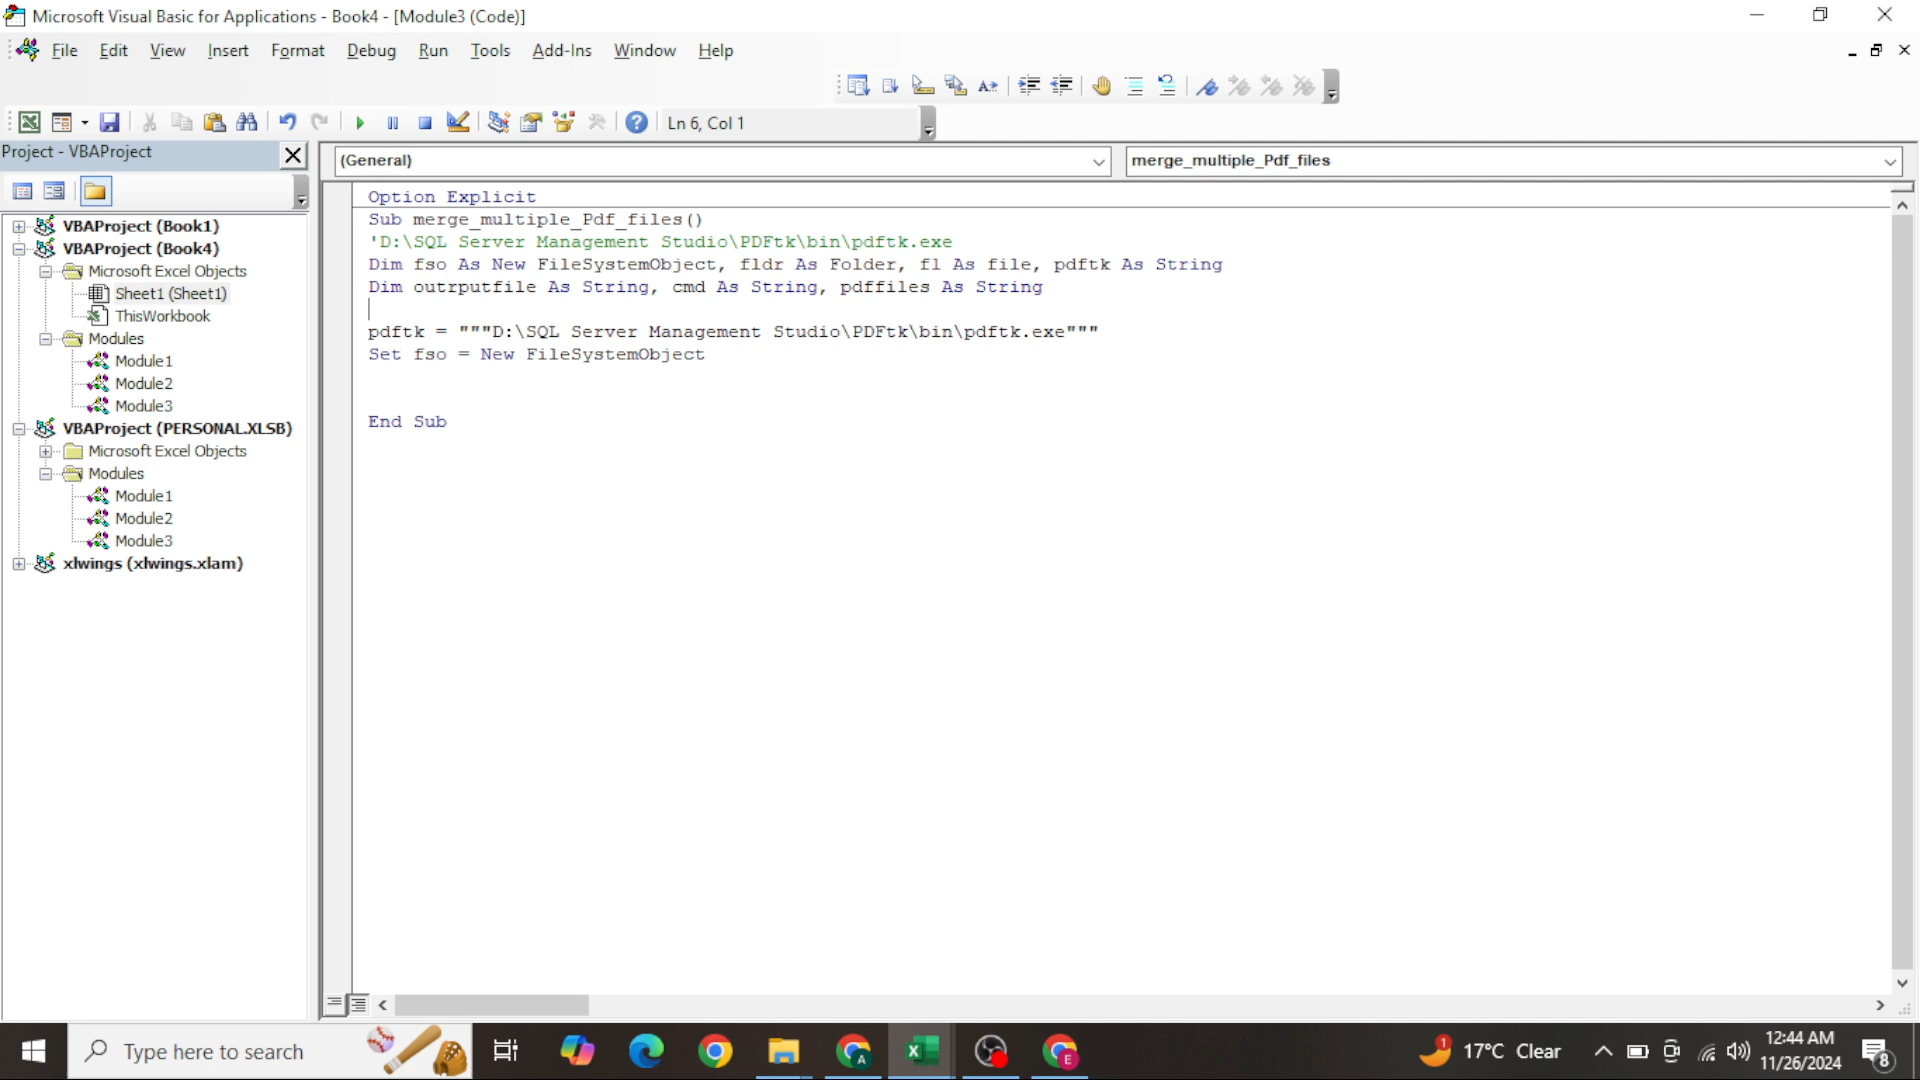 Microsoft Visual Basic for Applications - Book4 - [Module3 (Code)]
File Edit View Insert Format Debug Run Tools Add-Ins Window Help
Ln 6, Col 1
Project - VBAProject
(General)
merge_multiple_Pdf_files
VBAProject (Book1)
VBAProject (Book4)
Microsoft Excel Objects
Sheet1 (Sheet1)
ThisWorkbook
Modules
Module1
Module2
Module3
VBAProject (PERSONAL.XLSB)
Microsoft Excel Objects
Modules
Module1
Module2
Module3
xlwings (xlwings.xlam)
Option Explicit
Sub merge_multiple_Pdf_files()
'D:\SQL Server Management Studio\PDFtk\bin\pdftk.exe
Dim fso As New FileSystemObject, fldr As Folder, fl As file, pdftk As String
Dim outrputfile As String, cmd As String, pdffiles As String
pdftk = """D:\SQL Server Management Studio\PDFtk\bin\pdftk.exe"""
Set fso = New FileSystemObject
End Sub
Type here to search
A
E
1
17°C Clear
12:44 AM
11/26/2024
8